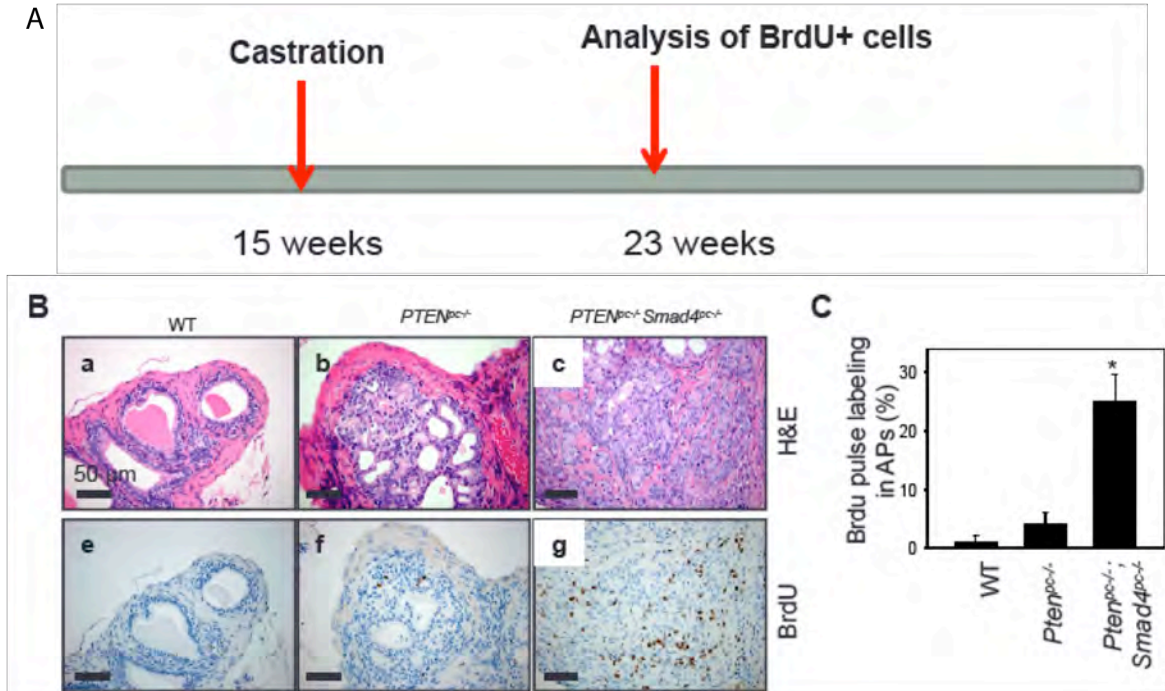 A
Castration
Analysis of BrdU+ cells
15 weeks
23 weeks
B
WT
PTENpc-/-
PTENpc-/- Smad4pc-/-
a
b
c
50 µm
H&E
e
f
g
BrdU
C
Brdu pulse labeling
in APs (%)
30
20
10
0
*
WT
Ptenpc-/-
Ptenpc-/-;
Smad4pc-/-